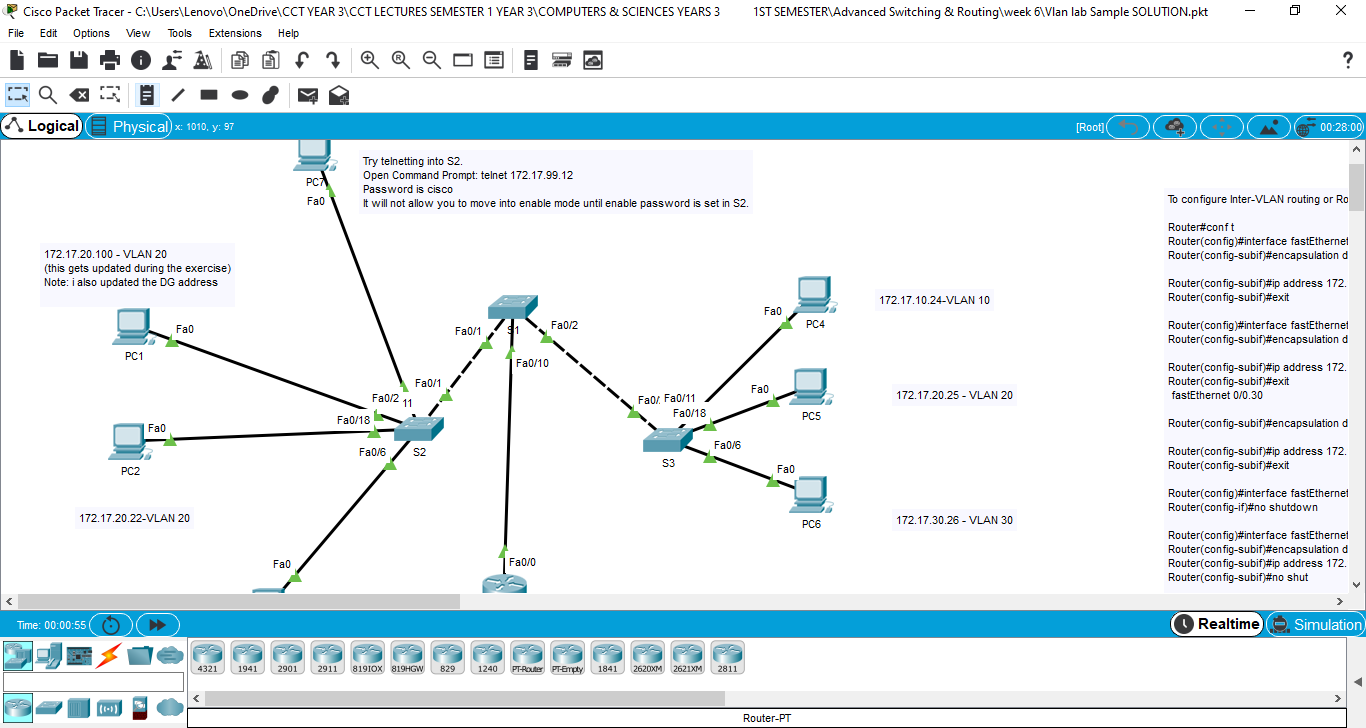 Cisco Packet Tracer - C:\Users\Lenovo\OneDrive\CCT YEAR 3\CCT LECTURES SEMESTER 1 YEAR 3\COMPUTERS & SCIENCES YEARS 3 1ST SEMESTER\Advanced Switching & Routing\week 6\Vlan lab Sample SOLUTION.pkt
File Edit Options View Tools Extensions Help
Logical
Physical
x: 1010, y: 97
[Root]
00:28:00
PC7
Fa0
Try telnetting into S2.
Open Command Prompt: telnet 172.17.99.12
Password is cisco
It will not allow you to move into enable mode until enable password is set in S2.
172.17.20.100 - VLAN 20
(this gets updated during the exercise)
Note: i also updated the DG address
Fa0
PC1
Fa0
PC2
172.17.20.22-VLAN 20
Fa0/2
11
Fa0/1
Fa0/18
Fa0/6
S2
Fa0
Fa0/1
S1
Fa0/2
Fa0/10
Fa0/0
Fa0/
Fa0/11
Fa0/18
Fa0/6
S3
Fa0
PC4
172.17.10.24-VLAN 10
Fa0
PC5
172.17.20.25 - VLAN 20
Fa0
PC6
172.17.30.26 - VLAN 30
To configure Inter-VLAN routing or Ro
Router#conf t
Router(config)#interface fastEthernet
Router(config-subif)#encapsulation d
Router(config-subif)#ip address 172.
Router(config-subif)#exit
Router(config)#interface fastEthernet
Router(config-subif)#encapsulation d
Router(config-subif)#ip address 172.
Router(config-subif)#exit
fastEthernet 0/0.30
Router(config-subif)#encapsulation d
Router(config-subif)#ip address 172.
Router(config-subif)#exit
Router(config)#interface fastEthernet
Router(config-if)#no shutdown
Router(config)#interface fastEthernet
Router(config-subif)#encapsulation d
Router(config-subif)#ip address 172.
Router(config-subif)#no shut
Time: 00:00:55
Realtime
Simulation
4321 1941 2901 2911 819IOX 819HGW 829 1240 PT-Router PT-Empty 1841 2620XM 2621XM 2811
Router-PT